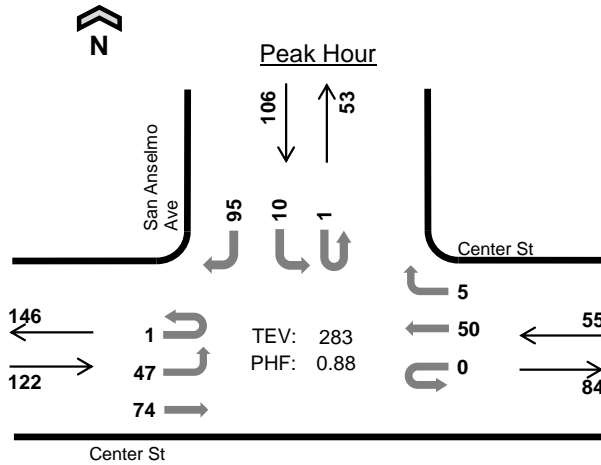 N
Peak Hour
106
53
San Anselmo
Ave
95
10
1
Center St
5
146
1
TEV: 283
50
55
122
47
PHF: 0.88
0
84
74
Center St